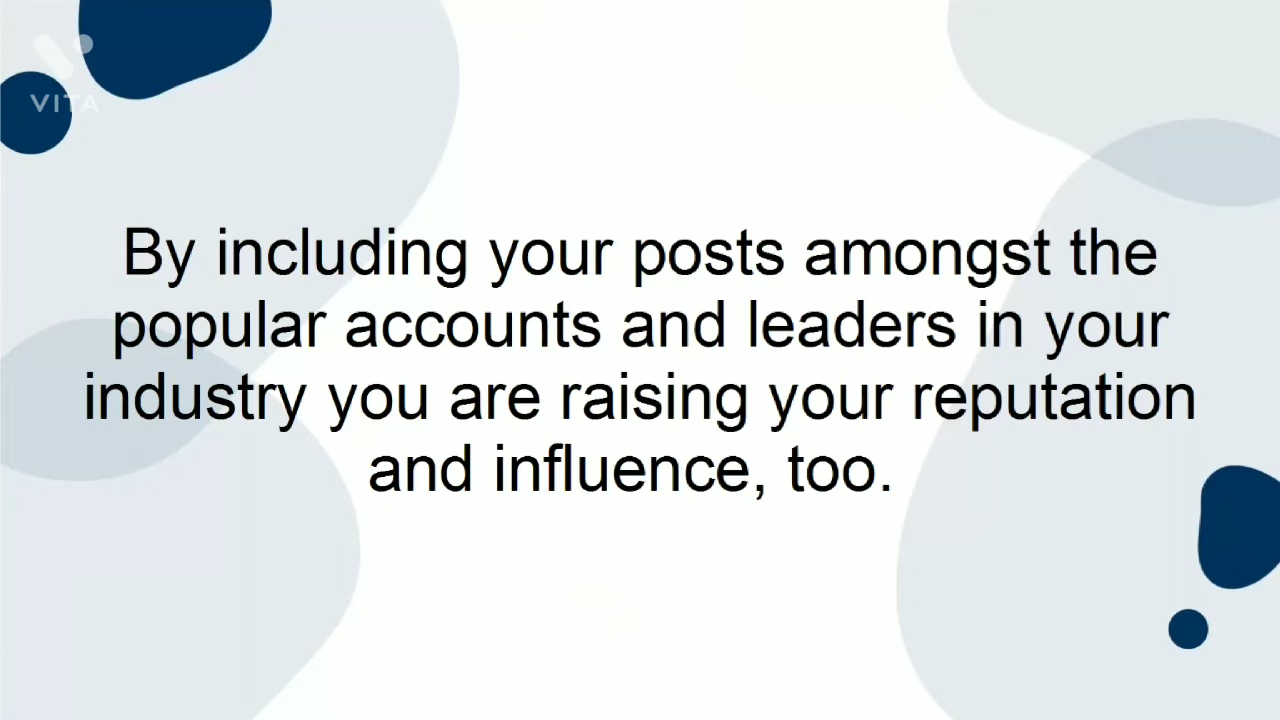 VITA
By including your posts amongst the
popular accounts and leaders in your
industry you are raising your reputation
and influence, too.